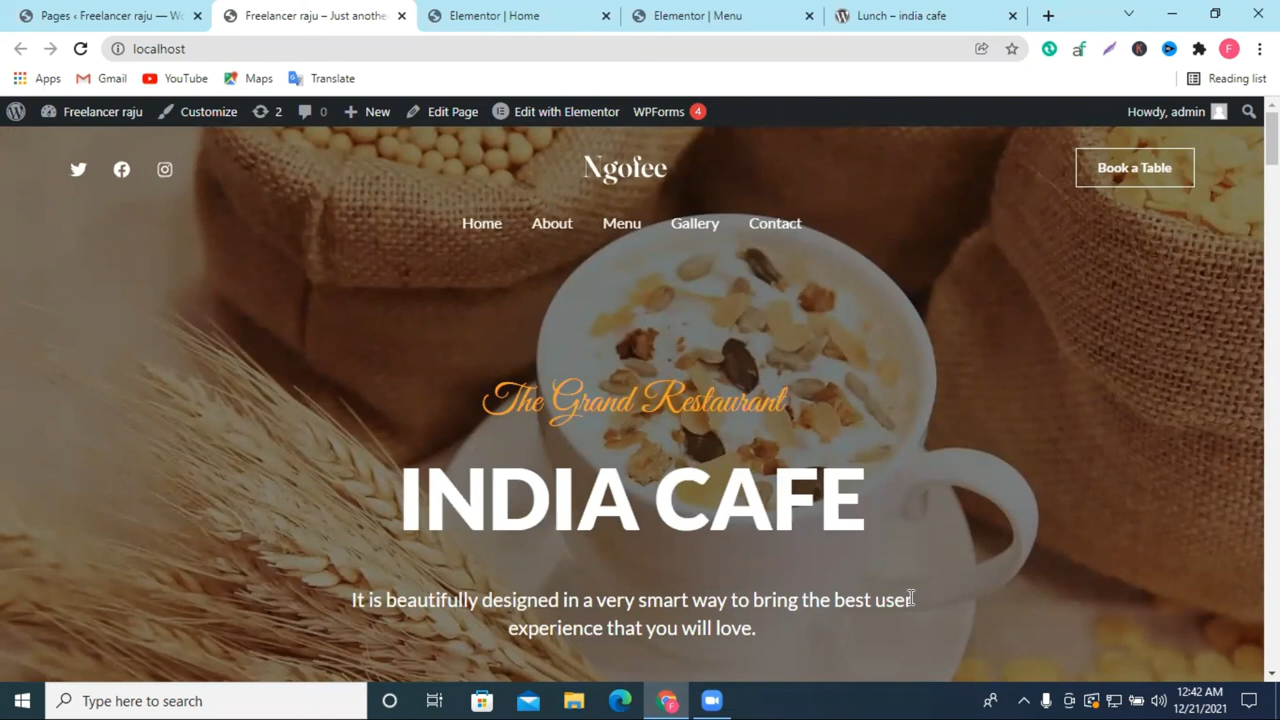 Pages ‹ Freelancer raju — Wo
Freelancer raju – Just anothe
Elementor | Home
Elementor | Menu
Lunch – india cafe
localhost
Apps
Gmail
YouTube
Maps
Translate
Reading list
Freelancer raju
Customize
2
0
New
Edit Page
Edit with Elementor
WPForms 4
Howdy, admin
Ngofee
Book a Table
Home About Menu Gallery Contact
The Grand Restaurant
INDIA CAFE
It is beautifully designed in a very smart way to bring the best user
experience that you will love.
Type here to search
12:42 AM
12/21/2021